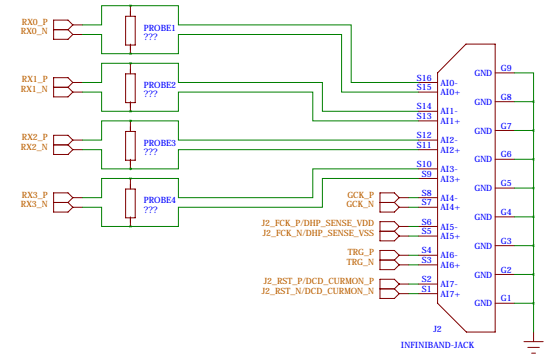 RX0_P
RX0_N
PROBE1
???
RX1_P
RX1_N
PROBE2
???
RX2_P
RX2_N
PROBE3
???
RX3_P
RX3_N
PROBE4
???
S16 AI0-
S15 AI0+
S14 AI1-
S13 AI1+
S12 AI2-
S11 AI2+
S10 AI3-
S9 AI3+
GCK_P S8 AI4-
GCK_N S7 AI4+
J2_FCK_P/DHP_SENSE_VDD S6 AI5-
J2_FCK_N/DHP_SENSE_VSS S5 AI5+
TRG_P S4 AI6-
TRG_N S3 AI6+
J2_RST_P/DCD_CURMON_P S2 AI7-
J2_RST_N/DCD_CURMON_N S1 AI7+
GND G9
GND G8
GND G7
GND G6
GND G5
GND G4
GND G3
GND G2
GND G1
J2
INFINIBAND-JACK